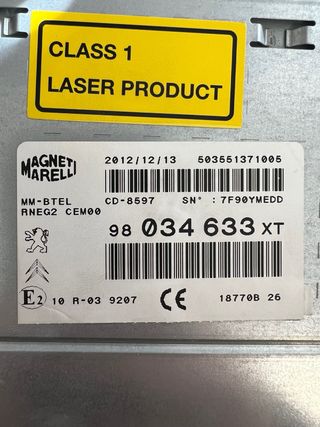 CLASS 1
LASER PRODUCT
MAGNETI
MARELLI
2012/12/13 503551371005
MM-BTEL CD-8597 SN° : 7F90YMEDD
RNEG2 CEM00
98 034 633 XT
E2 10 R-03 9207 CE 18770B 26